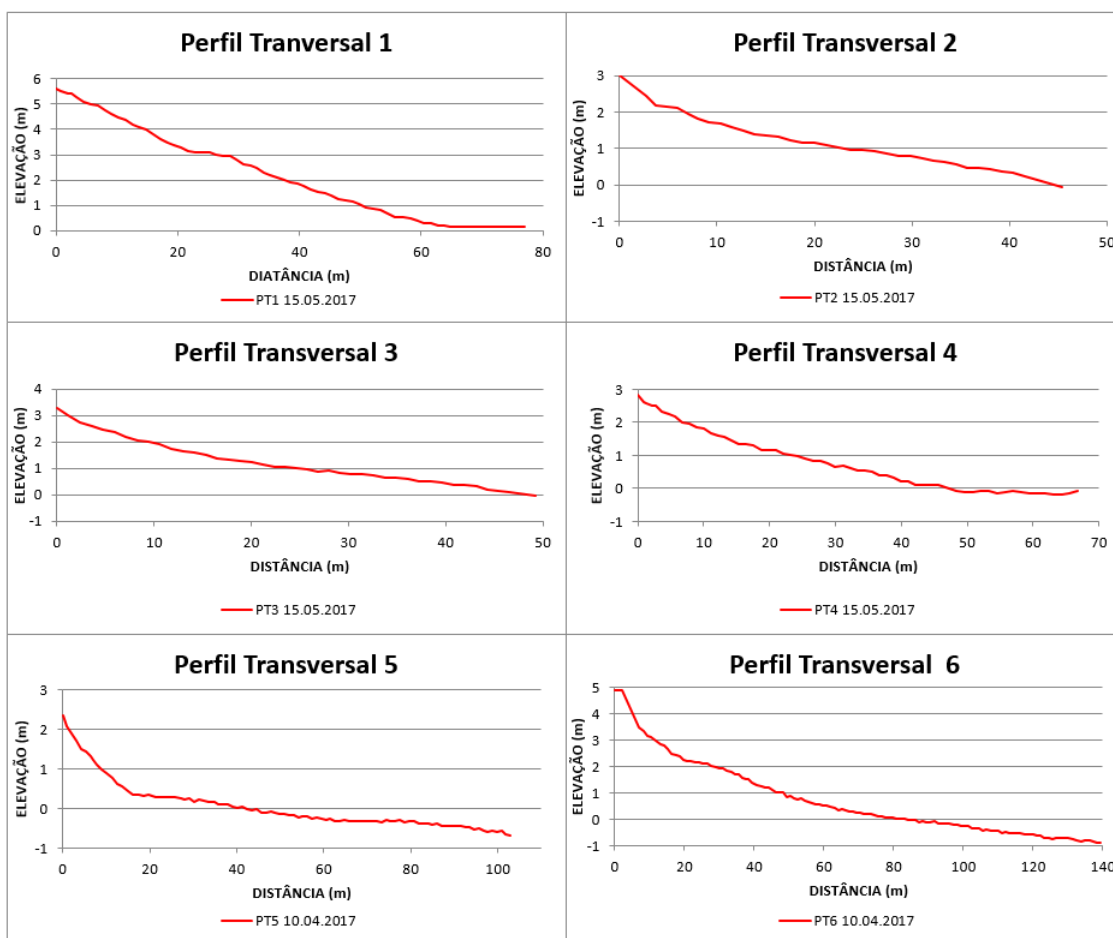 Perfil Tranversal 1
ELEVAÇÃO (m)
6
5
4
3
2
1
0
0 20 40 60 80
DIATÂNCIA (m)
PT1 15.05.2017
Perfil Transversal 2
ELEVAÇÃO (m)
3
2
1
0
-1
0 10 20 30 40 50
DISTÂNCIA (m)
PT2 15.05.2017
Perfil Transversal 3
ELEVAÇÃO (m)
4
3
2
1
0
-1
0 10 20 30 40 50
DISTÂNCIA (m)
PT3 15.05.2017
Perfil Transversal 4
ELEVAÇÃO (m)
3
2
1
0
-1
0 10 20 30 40 50 60 70
DISTÂNCIA (m)
PT4 15.05.2017
Perfil Transversal 5
ELEVAÇÃO (m)
3
2
1
0
-1
0 20 40 60 80 100
DISTÂNCIA (m)
PT5 10.04.2017
Perfil Transversal 6
ELEVAÇÃO (m)
5
4
3
2
1
0
-1
0 20 40 60 80 100 120 140
DISTÂNCIA (m)
PT6 10.04.2017